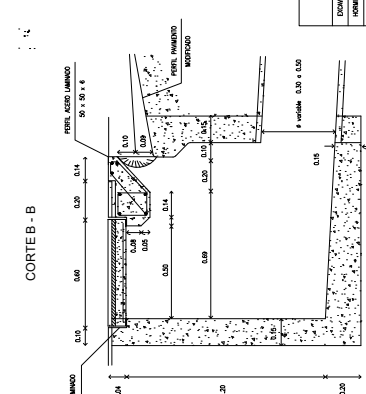 CORTE B - B
PERFIL ACERO LAMINADO
50 x 50 x 6
PERFIL PAVIMENTO
MODIFICADO
ø variable 0.30 a 0.50
0.10
0.60
0.20
0.14
0.10
0.09
0.08
0.05
0.50
0.14
0.69
0.20
0.10
0.15
0.15
0.15
.04
.20
0.20
MINADO
EXCAV
HORMI